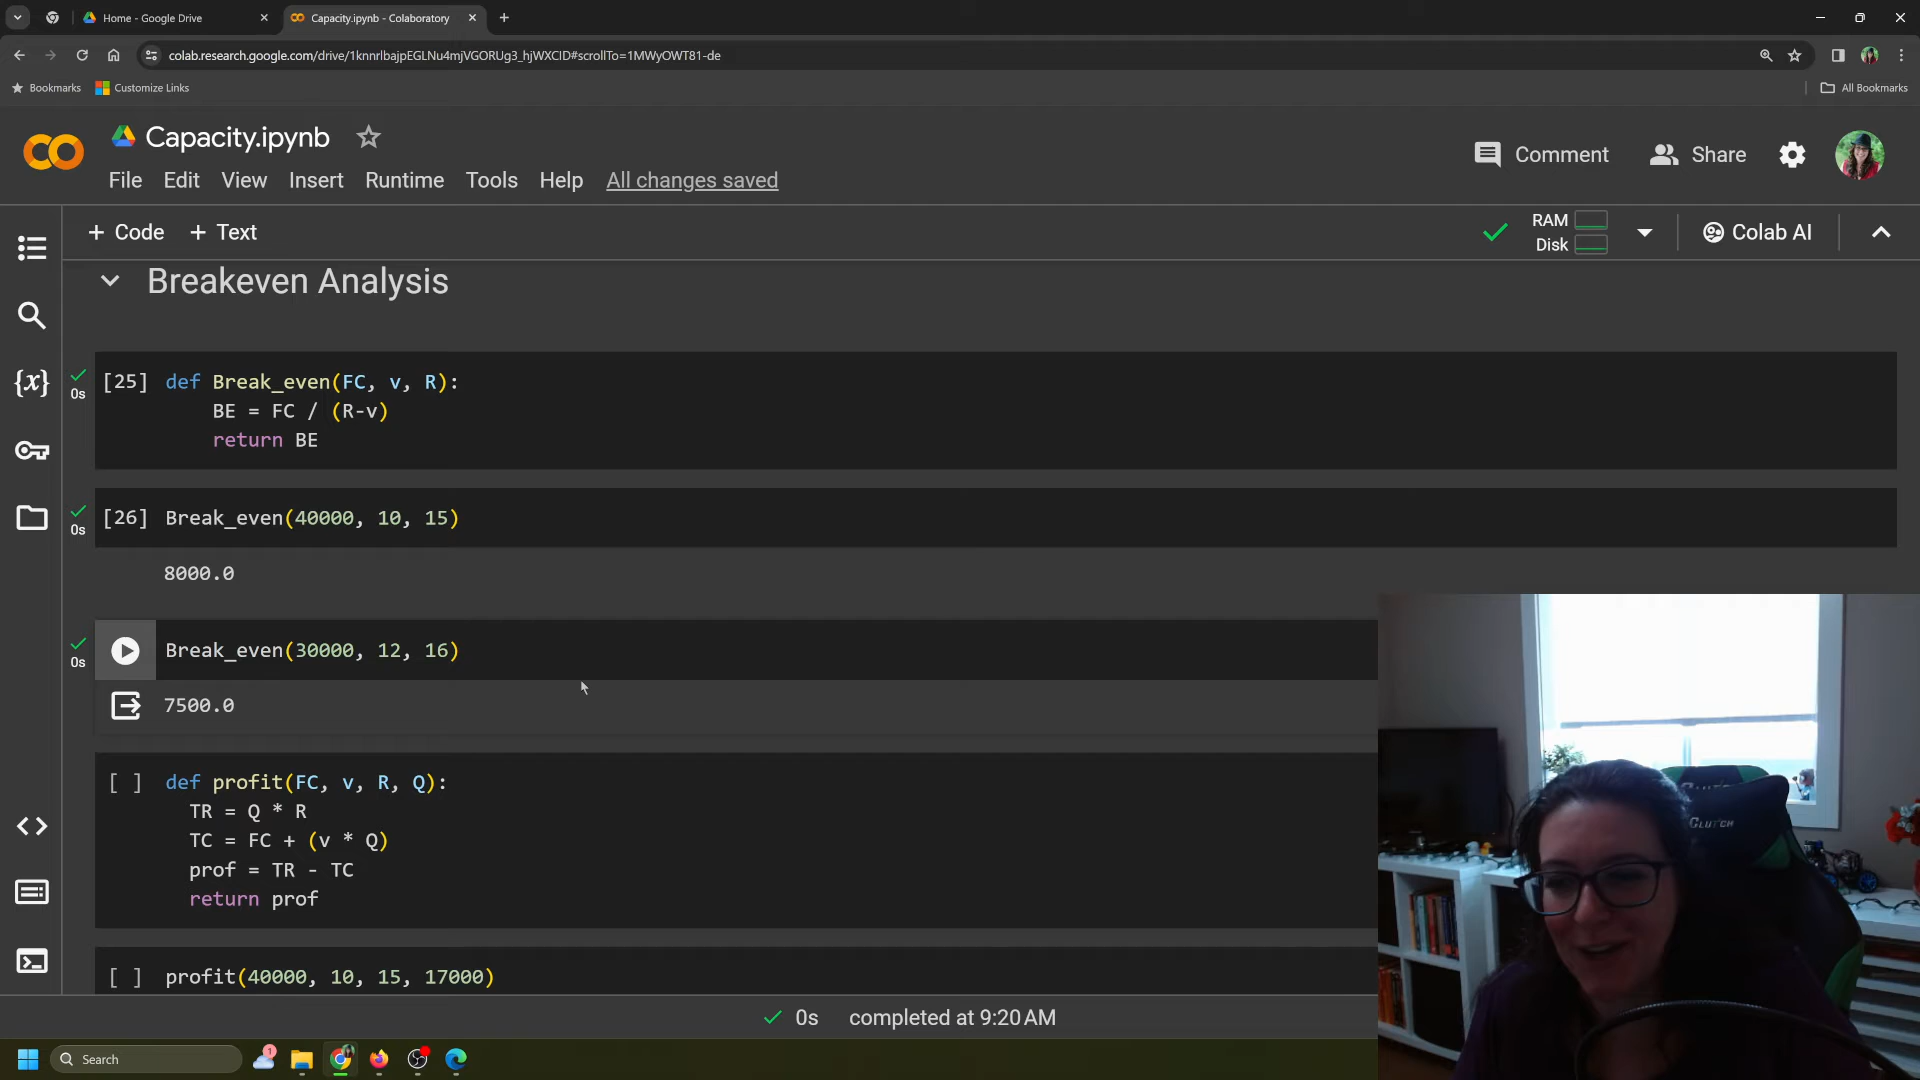 Home - Google Drive
Capacity.ipynb - Colaboratory
colab.research.google.com/drive/1knnrlbajpEGLNu4mjVGORUg3_hjWXCID#scrollTo=1MWyOWT81-de
Bookmarks
Customize Links
All Bookmarks
Capacity.ipynb
Comment
Share
File Edit View Insert Runtime Tools Help All changes saved
+ Code + Text
RAM
Disk
Colab AI
Breakeven Analysis
0s
[25] def Break_even(FC, v, R):
BE = FC / (R-v)
return BE
0s
[26] Break_even(40000, 10, 15)
8000.0
0s
Break_even(30000, 12, 16)
7500.0
[ ] def profit(FC, v, R, Q):
TR = Q * R
TC = FC + (v * Q)
prof = TR - TC
return prof
[ ] profit(40000, 10, 15, 17000)
{x}
0s completed at 9:20 AM
Search
1
CLUTCH